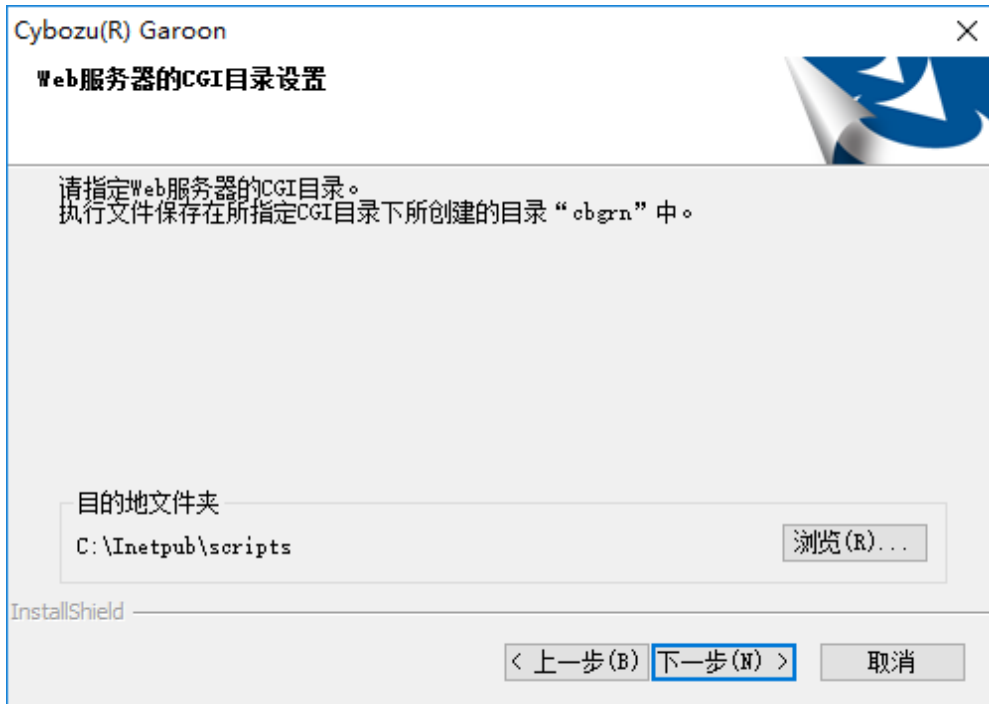 Cybozu(R) Garoon
Web服务器的CGI目录设置
请指定Web服务器的CGI目录。
执行文件保存在所指定CGI目录下所创建的目录“cbgrn”中。
目的地文件夹
C:\Inetpub\scripts
浏览(R)...
InstallShield
< 上一步(B)
下一步(N) >
取消